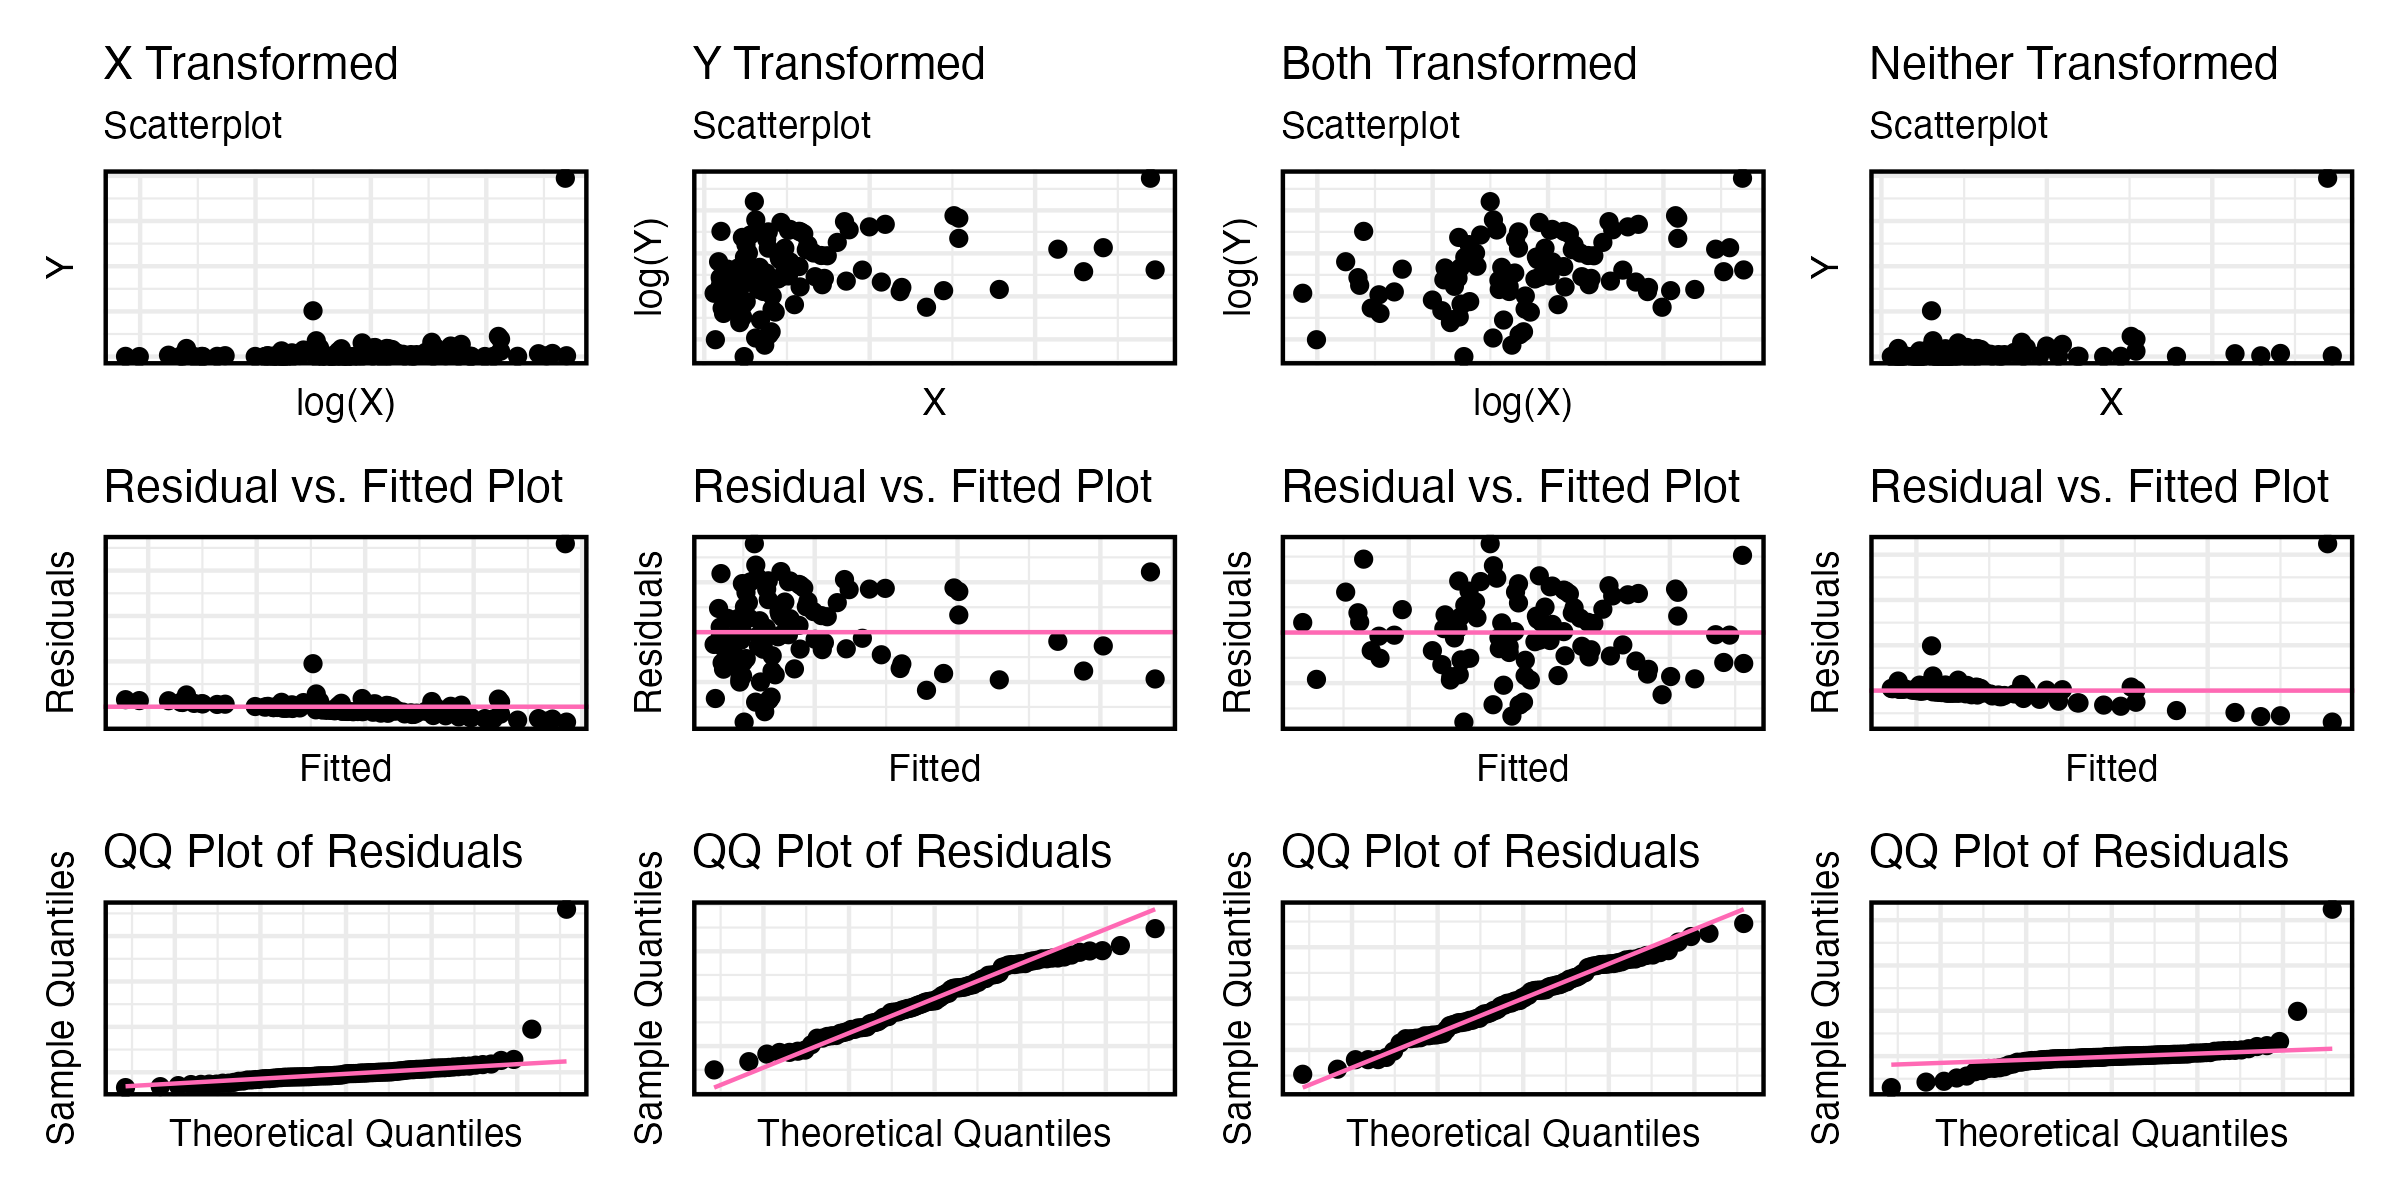 X Transformed
Scatterplot
Y
log(X)
Residual vs. Fitted Plot
Residuals
Fitted
QQ Plot of Residuals
Sample Quantiles
Theoretical Quantiles
Y Transformed
Scatterplot
log(Y)
X
Residual vs. Fitted Plot
Residuals
Fitted
QQ Plot of Residuals
Sample Quantiles
Theoretical Quantiles
Both Transformed
Scatterplot
log(Y)
log(X)
Residual vs. Fitted Plot
Residuals
Fitted
QQ Plot of Residuals
Sample Quantiles
Theoretical Quantiles
Neither Transformed
Scatterplot
Y
X
Residual vs. Fitted Plot
Residuals
Fitted
QQ Plot of Residuals
Sample Quantiles
Theoretical Quantiles